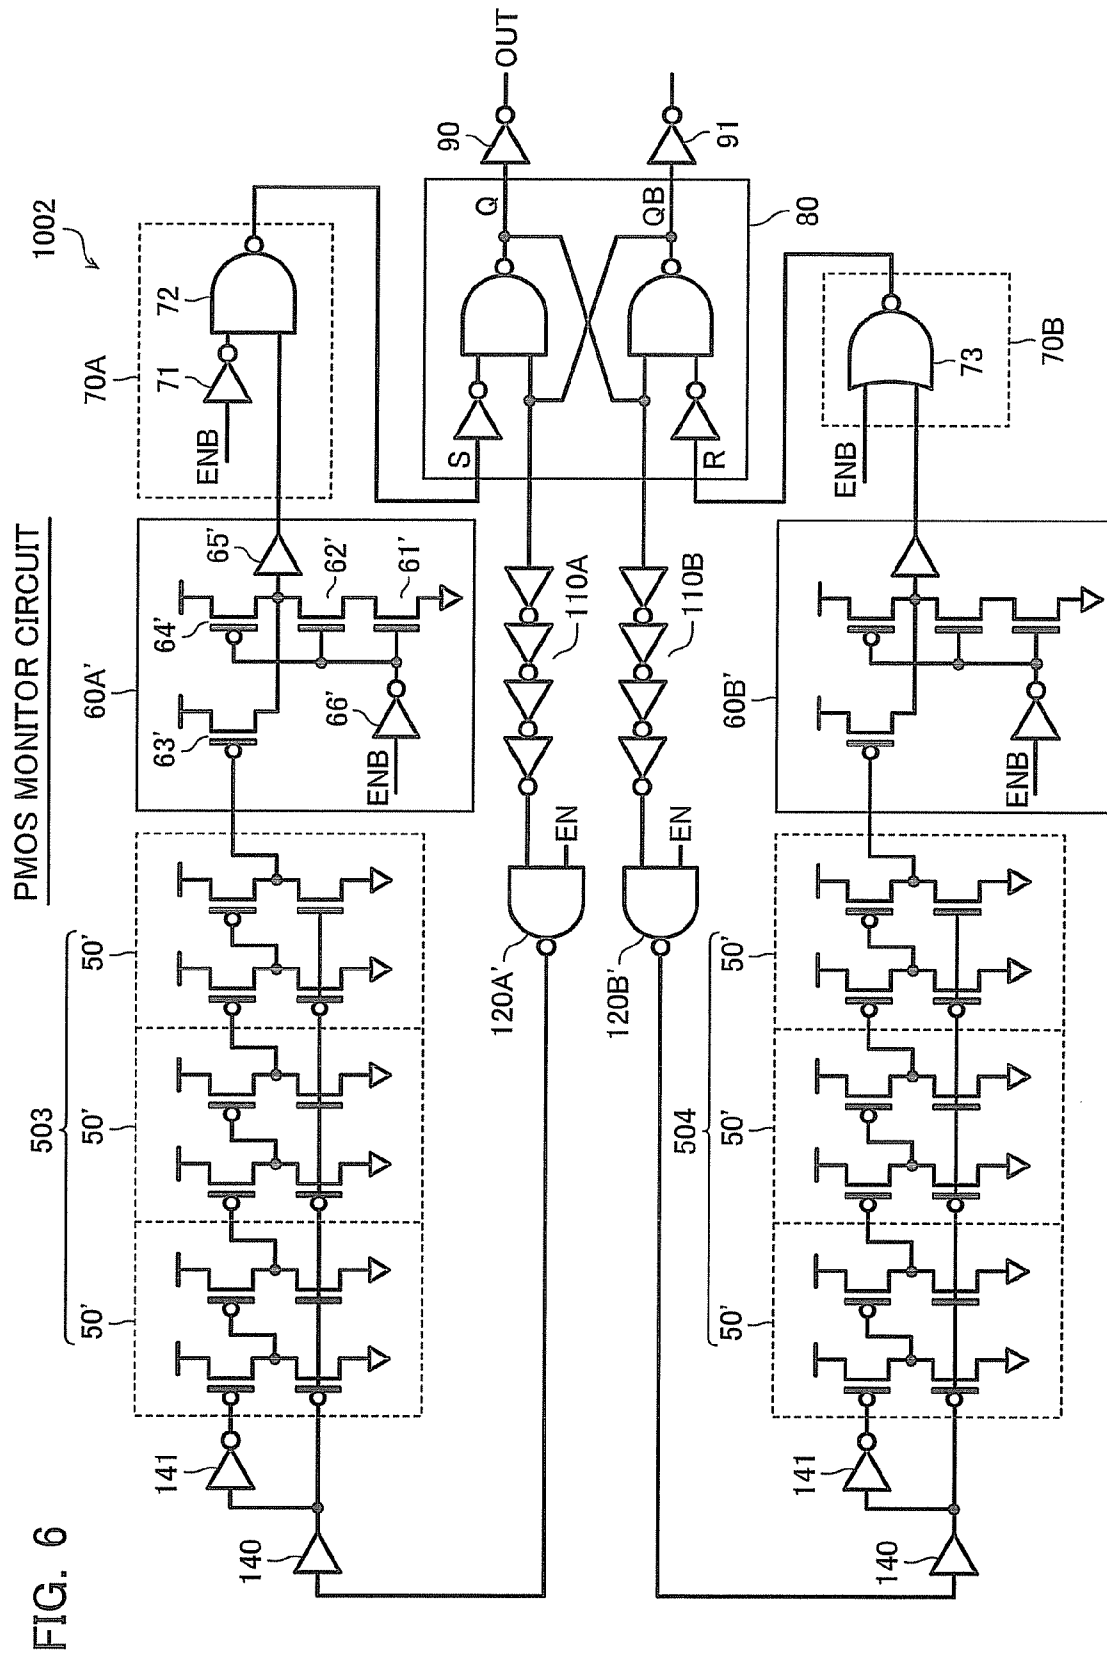 FIG. 6
PMOS MONITOR CIRCUIT
1002
503
50'
50'
50'
141
140
60A'
63'
64'
65'
62'
61'
66'
ENB
70A
71
72
ENB
S
Q
90
OUT
QB
91
R
80
110A
110B
EN
EN
120A'
120B'
504
50'
50'
50'
141
140
60B'
ENB
ENB
73
70B